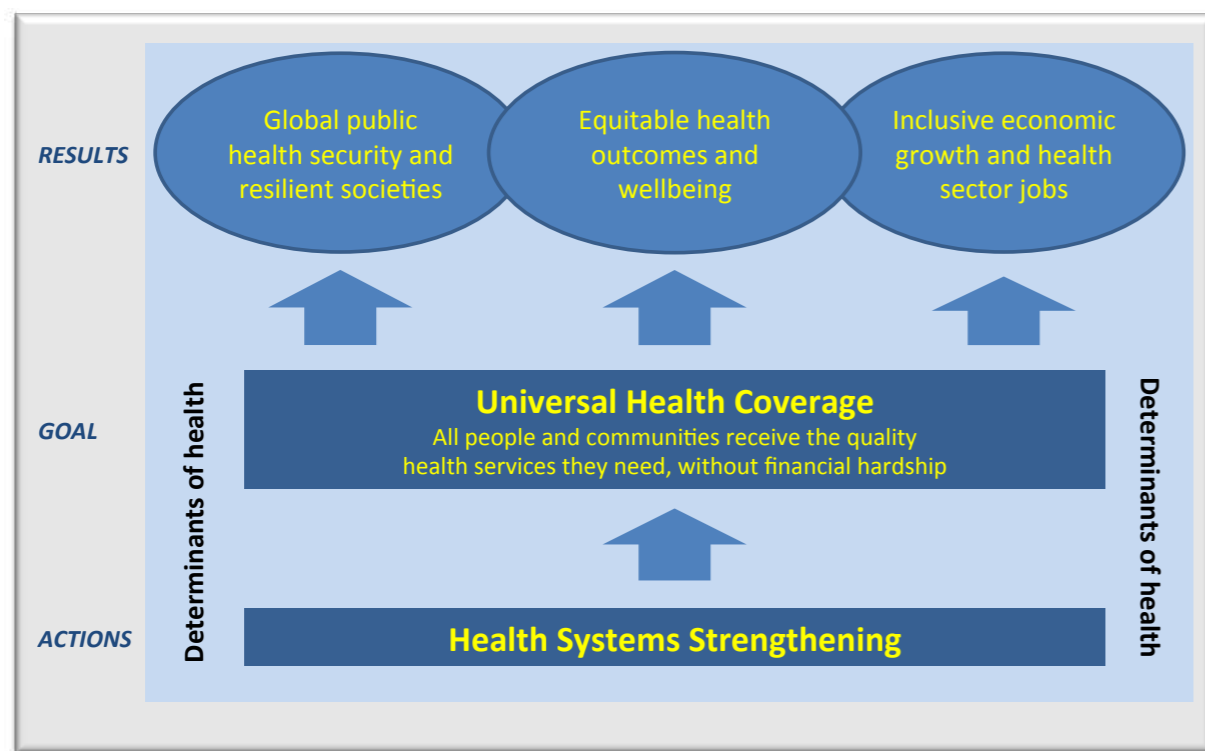 RESULTS
Global public
health security and
resilient societies
Equitable health
outcomes and
wellbeing
Inclusive economic
growth and health
sector jobs
GOAL
Determinants of health
Universal Health Coverage
All people and communities receive the quality
health services they need, without financial hardship
Determinants of health
ACTIONS
Health Systems Strengthening